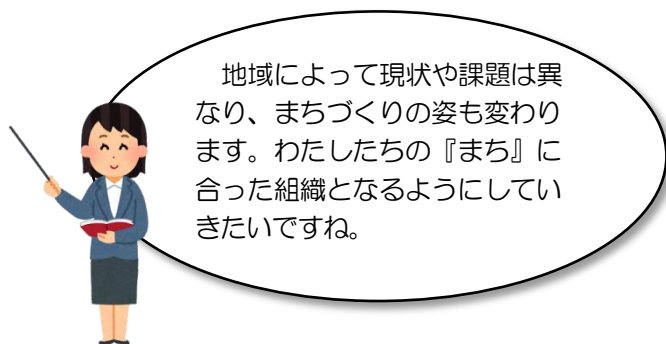 地域によって現状や課題は異
なり、まちづくりの姿も変わり
ます。わたしたちの『まち』に
合った組織となるようにしてい
きたいですね。